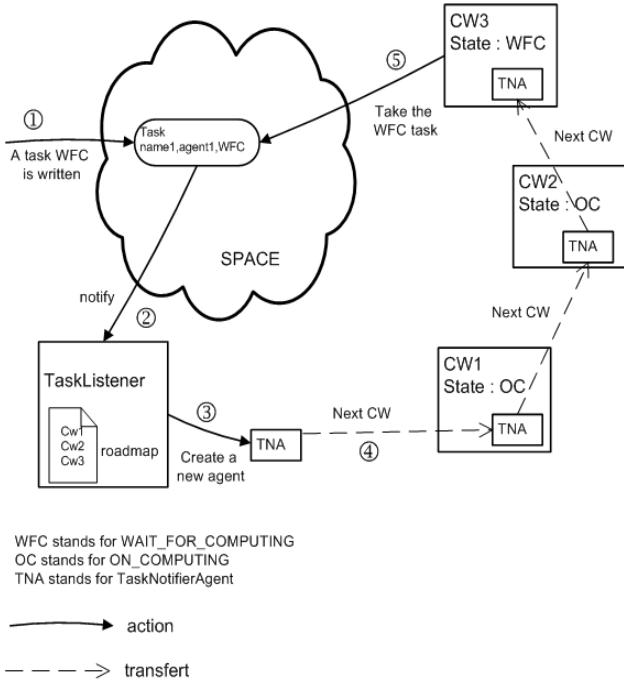 CW3
State : WFC
TNA
⑤
Take the
WFC task
Next CW
①
A task WFC
is written
Task
name1,agent1,WFC
CW2
State : OC
TNA
SPACE
notify
②
Next CW
TaskListener
Cw1
Cw2
Cw3
roadmap
③
Create a
new agent
TNA
Next CW
④
CW1
State : OC
TNA
WFC stands for WAIT_FOR_COMPUTING
OC stands for ON_COMPUTING
TNA stands for TaskNotifierAgent
action
transfert